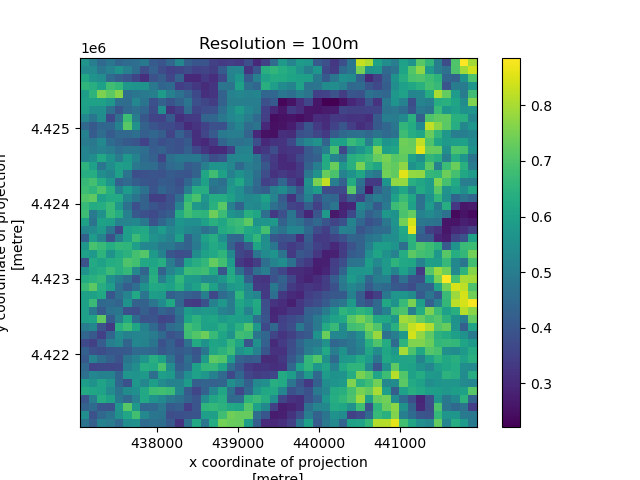 Resolution = 100m
1e6
4.425
4.424
4.423
4.422
y coordinate of projection
[metre]
438000 439000 440000 441000
x coordinate of projection
[metre]
0.8
0.7
0.6
0.5
0.4
0.3